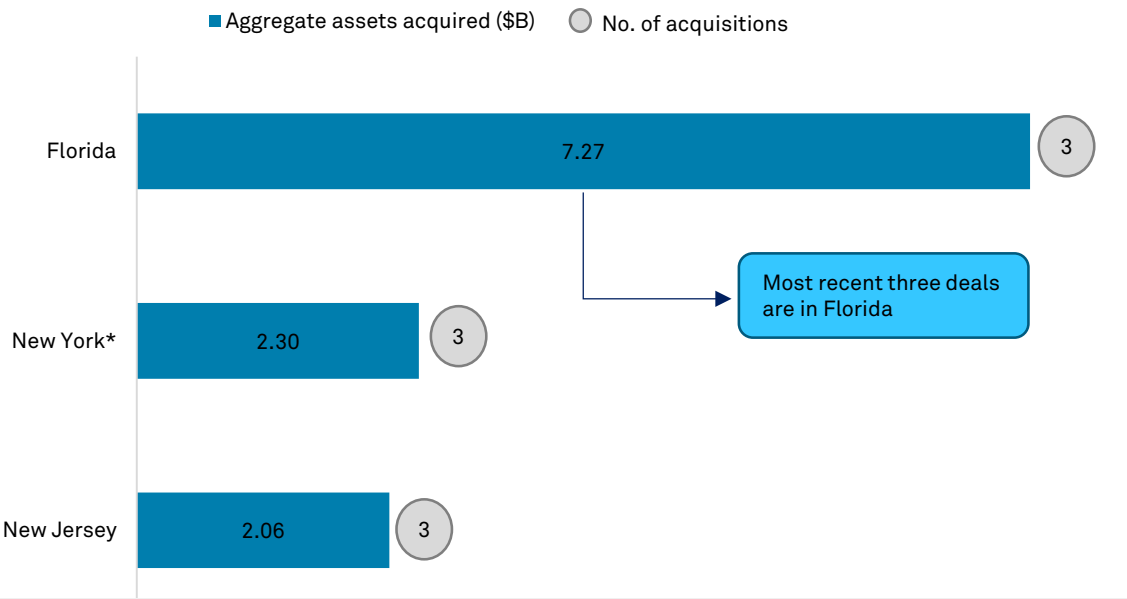 Aggregate assets acquired ($B) No. of acquisitions
Florida 7.27 3
Most recent three deals
are in Florida
New York* 2.30 3
New Jersey 2.06 3